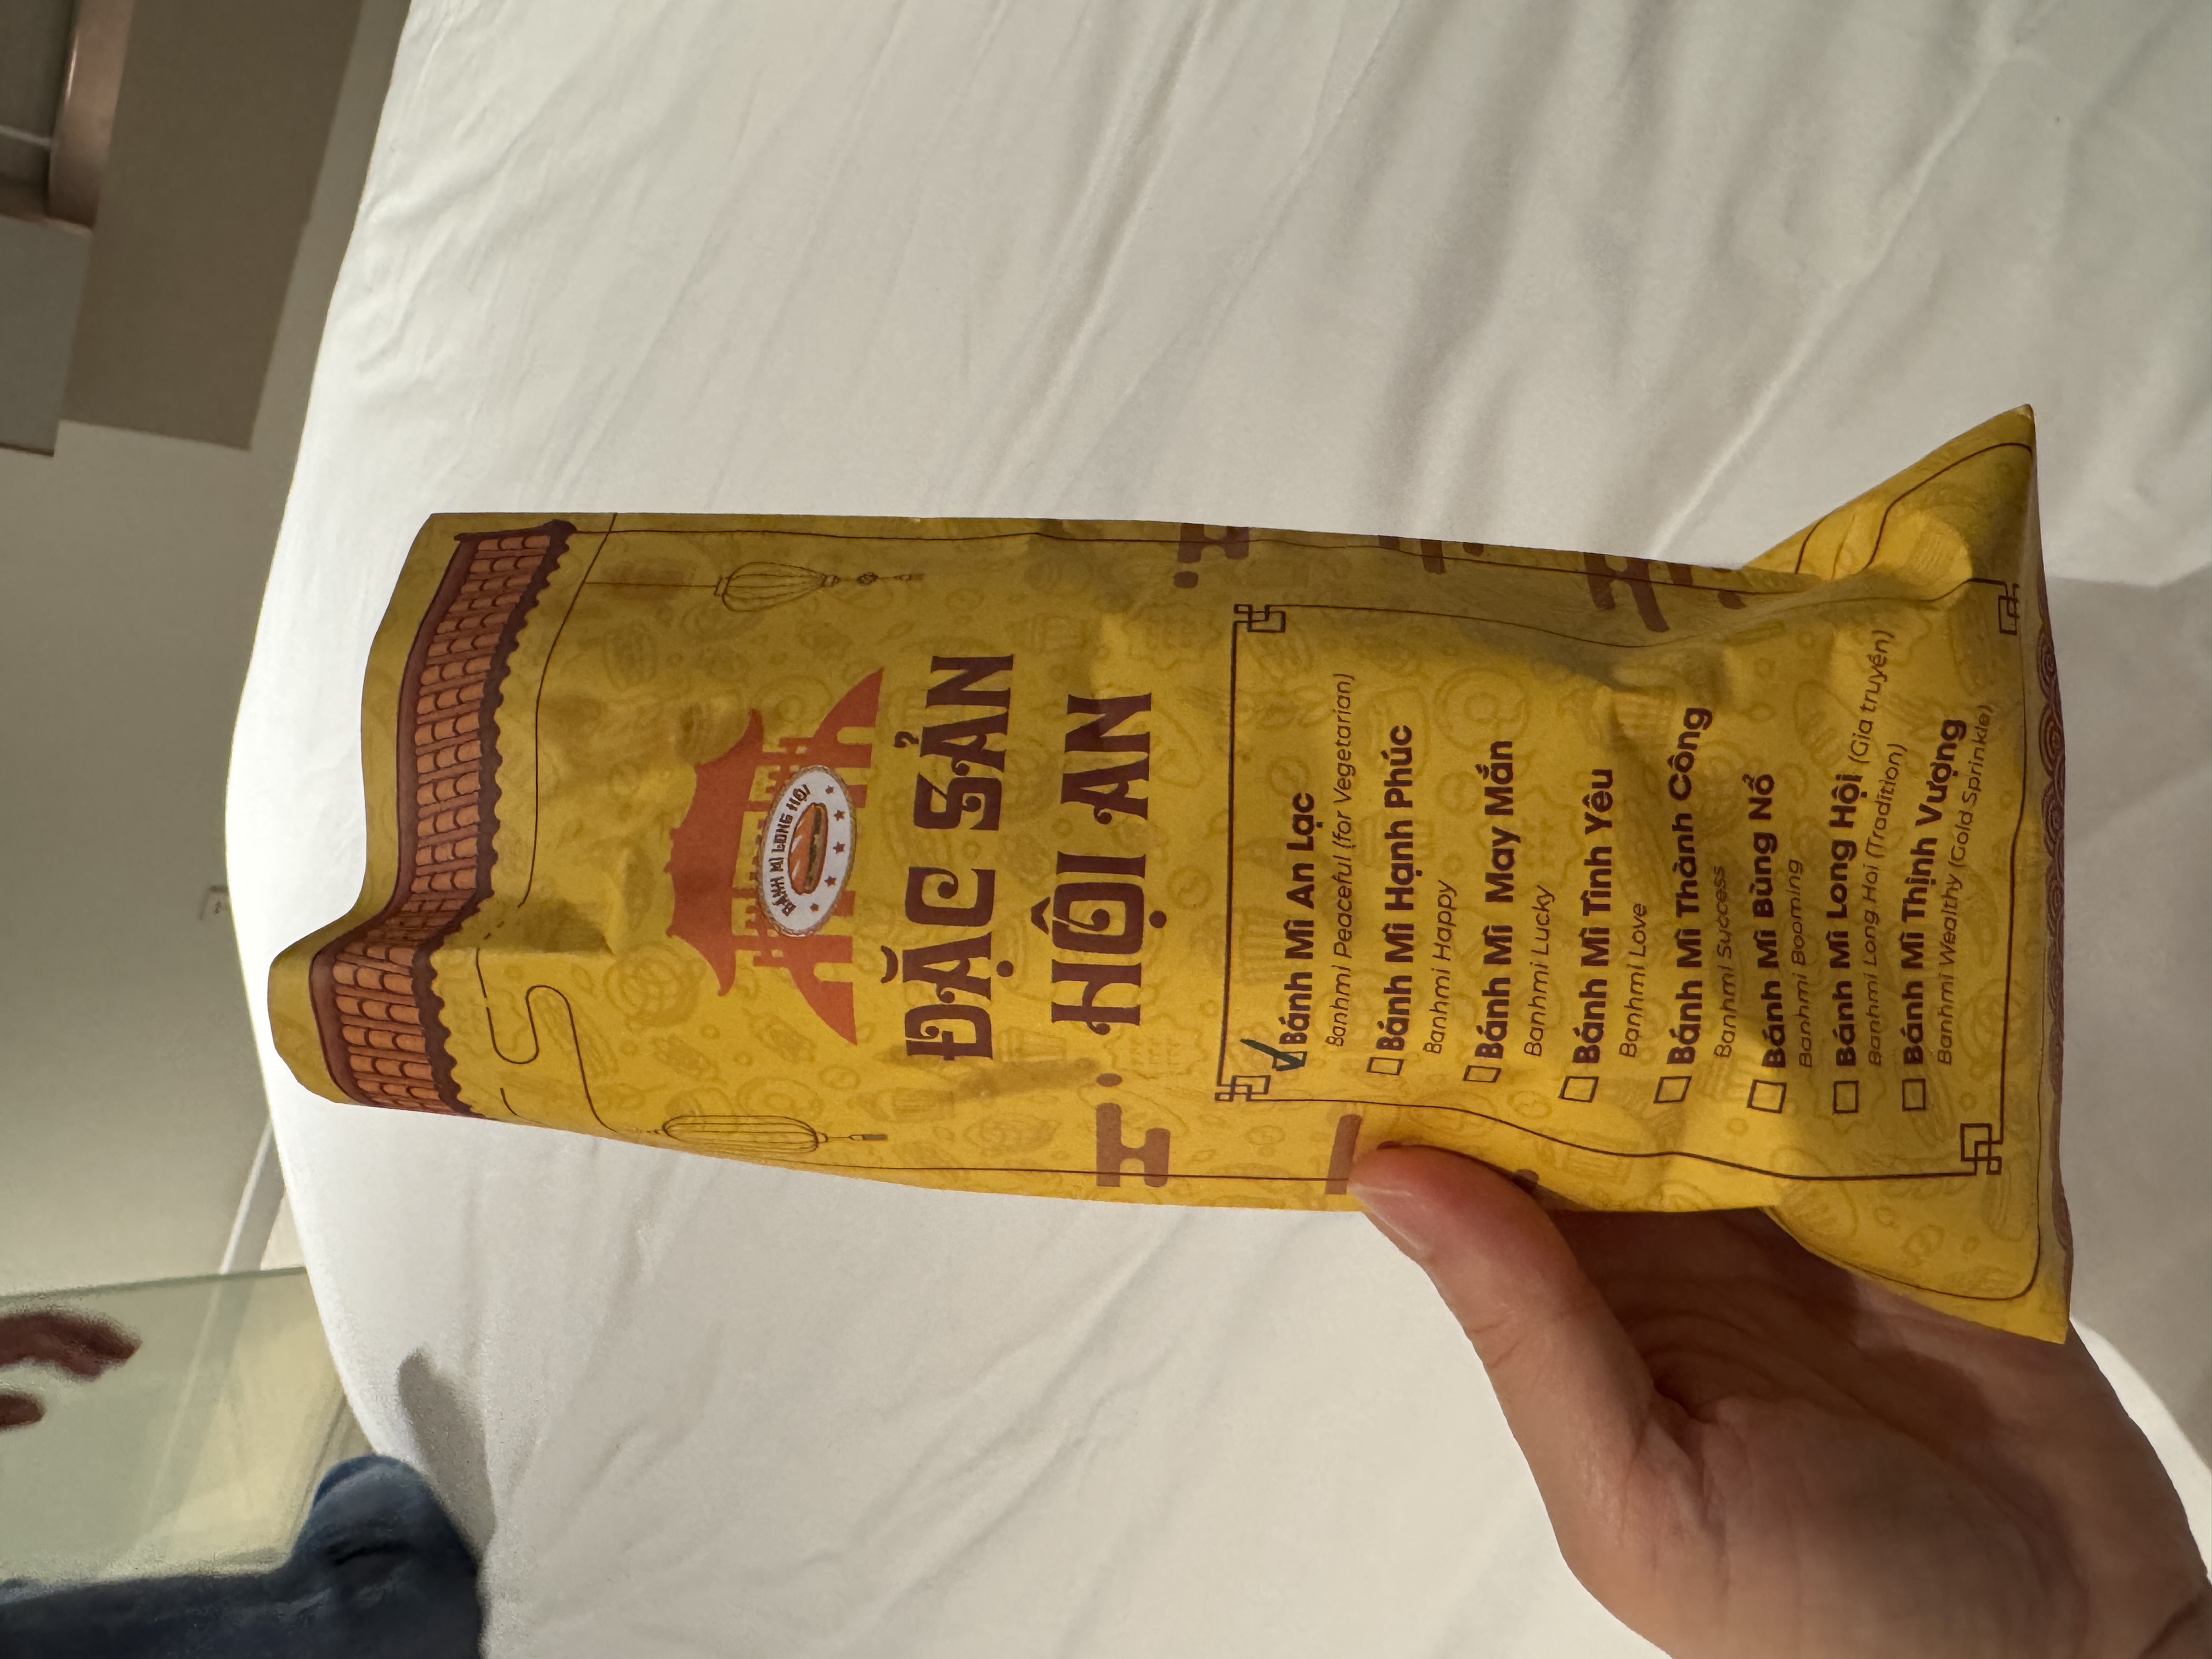 BÁNH MÌ LONG HỘI
ĐẶC SẢN
HỘI AN
Bánh Mì An Lạc
Banhmi Peaceful (for Vegetarian)
Bánh Mì Hạnh Phúc
Banhmi Happy
Bánh Mì May Mắn
Banhmi Lucky
Bánh Mì Tình Yêu
Banhmi Love
Bánh Mì Thành Công
Banhmi Success
Bánh Mì Bùng Nổ
Banhmi Booming
Bánh Mì Long Hội (Gia truyền)
Banhmi Long Hoi (Tradition)
Bánh Mì Thịnh Vượng
Banhmi Wealthy (Gold Sprinkle)